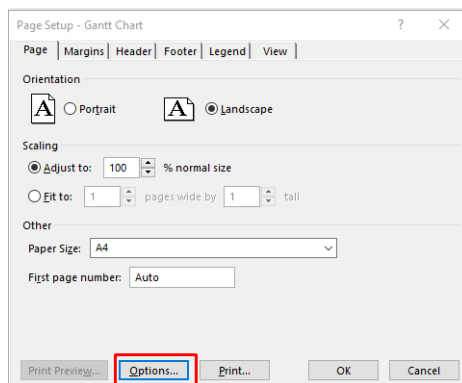 Page Setup - Gantt Chart ? ×
Page Margins Header Footer Legend View
Orientation
A Portrait A Landscape
Scaling
Adjust to: 100 % normal size
Fit to: 1 pages wide by 1 tall
Other
Paper Size: A4
First page number: Auto
Print Preview... Options... Print... OK Cancel